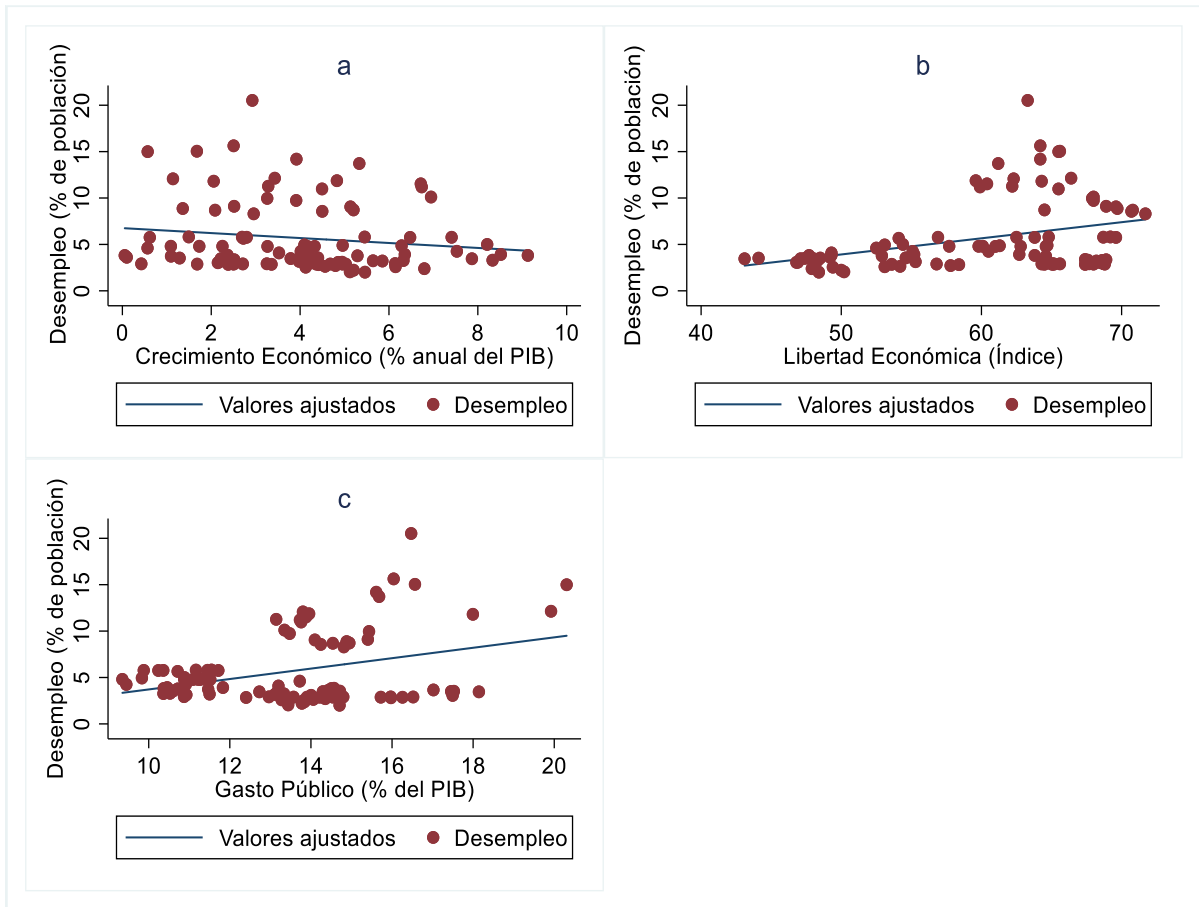 a
Desempleo (% de población)
20
15
10
5
0
0 2 4 6 8 10
Crecimiento Económico (% anual del PIB)
Valores ajustados Desempleo
b
Desempleo (% de población)
20
15
10
5
0
40 50 60 70
Libertad Económica (Índice)
Valores ajustados Desempleo
c
Desempleo (% de población)
20
15
10
5
0
10 12 14 16 18 20
Gasto Público (% del PIB)
Valores ajustados Desempleo